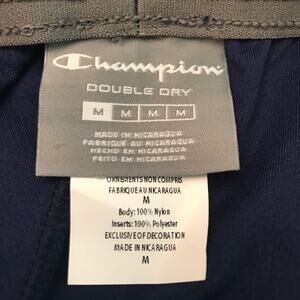 Champion
DOUBLE DRY
M M M M
MADE IN NICARAGUA
FABRIQUE AU NICARAGUA
HECHO EN NICARAGUA
FEITO EM NICARAGUA
ORNEMENTS NON COMPRIS
FABRIQUE AU NICARAGUA
M
Body: 100% Nylon
Inserts: 100% Polyester
EXCLUSIVE OF DECORATION
MADE IN NICARAGUA
M